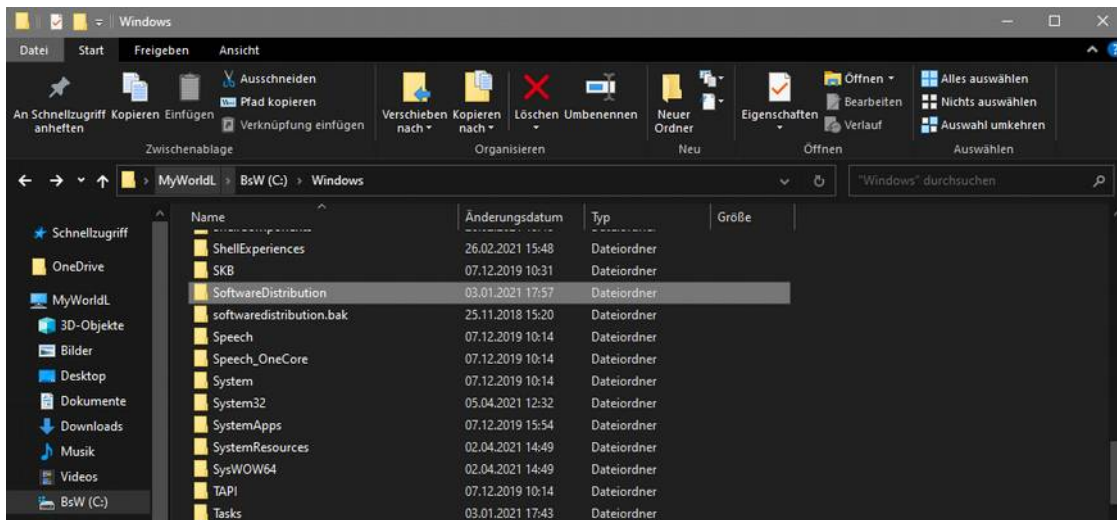 Windows
Datei Start Freigeben Ansicht
An Schnellzugriff anheften
Kopieren
Einfügen
Ausschneiden
Pfad kopieren
Verknüpfung einfügen
Zwischenablage
Verschieben nach
Kopieren nach
Löschen
Umbenennen
Organisieren
Neuer Ordner
Neu
Eigenschaften
Öffnen
Bearbeiten
Verlauf
Öffnen
Alles auswählen
Nichts auswählen
Auswahl umkehren
Auswählen
MyWorldL > BsW (C:) > Windows
"Windows" durchsuchen
Schnellzugriff
OneDrive
MyWorldL
3D-Objekte
Bilder
Desktop
Dokumente
Downloads
Musik
Videos
BsW (C:)
Name Änderungsdatum Typ Größe
ShellExperiences 26.02.2021 15:48 Dateiordner
SKB 07.12.2019 10:31 Dateiordner
SoftwareDistribution 03.01.2021 17:57 Dateiordner
softwaredistribution.bak 25.11.2018 15:20 Dateiordner
Speech 07.12.2019 10:14 Dateiordner
Speech_OneCore 07.12.2019 10:14 Dateiordner
System 07.12.2019 10:14 Dateiordner
System32 05.04.2021 12:32 Dateiordner
SystemApps 07.12.2019 15:54 Dateiordner
SystemResources 02.04.2021 14:49 Dateiordner
SysWOW64 02.04.2021 14:49 Dateiordner
TAPI 07.12.2019 10:14 Dateiordner
Tasks 03.01.2021 17:43 Dateiordner